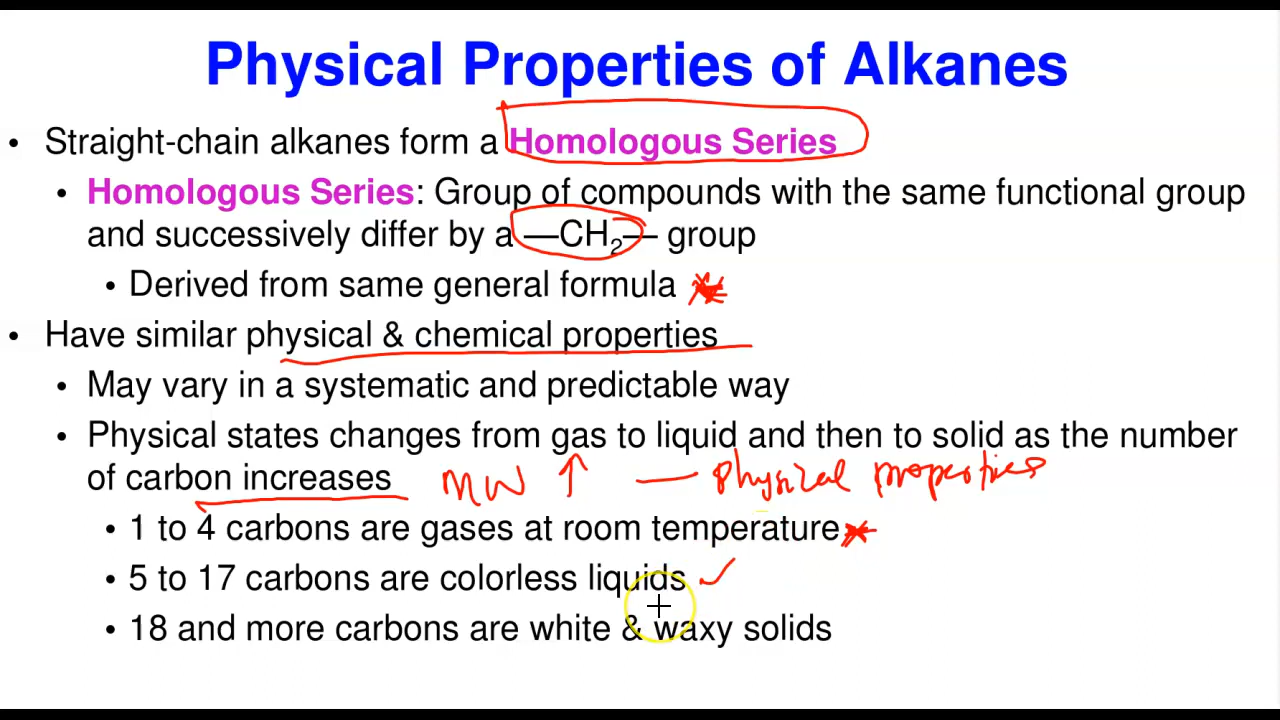 Physical Properties of Alkanes
• Straight-chain alkanes form a Homologous Series
• Homologous Series: Group of compounds with the same functional group
and successively differ by a —CH₂— group
• Derived from same general formula
• Have similar physical & chemical properties
• May vary in a systematic and predictable way
• Physical states changes from gas to liquid and then to solid as the number
of carbon increases MW ↑ — physical properties
• 1 to 4 carbons are gases at room temperature
• 5 to 17 carbons are colorless liquids ✓
• 18 and more carbons are white & waxy solids